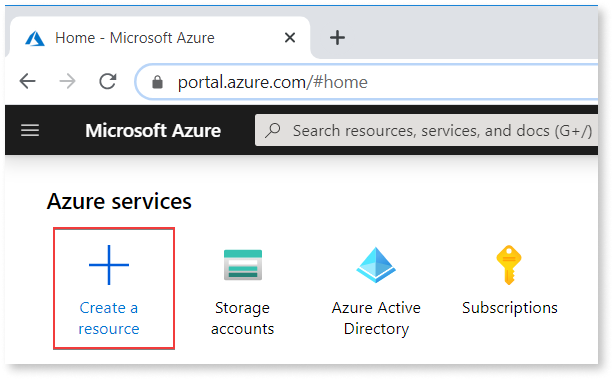 Home - Microsoft Azure
portal.azure.com/#home
Microsoft Azure
Search resources, services, and docs (G+/)
Azure services
Create a
resource
Storage
accounts
Azure Active
Directory
Subscriptions